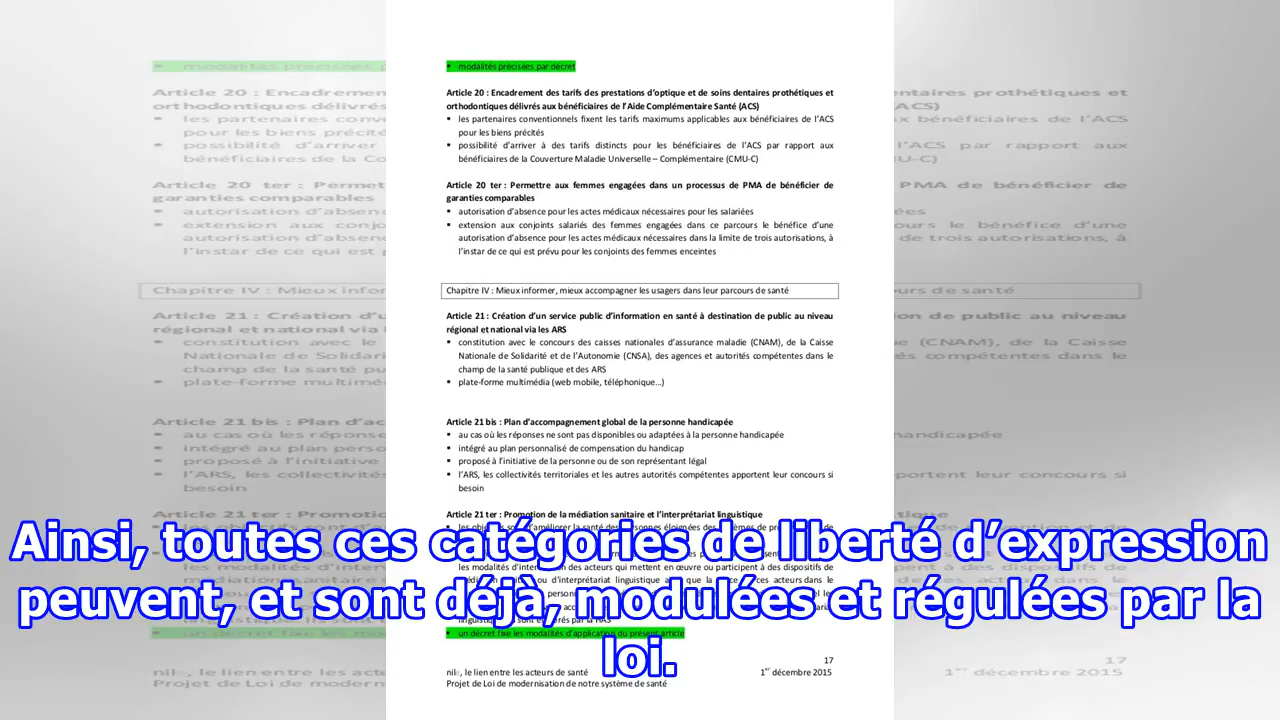 ▪ modalités précisées par décret
Article 20 : Encadrement des tarifs des prestations d’optique et de soins dentaires prothétiques et
orthodontiques délivrés aux bénéficiaires de l’Aide Complémentaire Santé (ACS)
▪ les partenaires conventionnels fixent les tarifs maximums applicables aux bénéficiaires de l’ACS
pour les biens précités
▪ possibilité d’arriver à des tarifs distincts pour les bénéficiaires de l’ACS par rapport aux
bénéficiaires de la Couverture Maladie Universelle – Complémentaire (CMU-C)
Article 20 ter : Permettre aux femmes engagées dans un processus de PMA de bénéficier de
garanties comparables
▪ autorisation d’absence pour les actes médicaux nécessaires pour les salariées
▪ extension aux conjoints salariés des femmes engagées dans ce parcours le bénéfice d’une
autorisation d’absence pour les actes médicaux nécessaires dans la limite de trois autorisations, à
l’instar de ce qui est prévu pour les conjoints des femmes enceintes
Chapitre IV : Mieux informer, mieux accompagner les usagers dans leur parcours de santé
Article 21 : Création d’un service public d’information en santé à destination de public au niveau
régional et national via les ARS
▪ constitution avec le concours des caisses nationales d’assurance maladie (CNAM), de la Caisse
Nationale de Solidarité et de l’Autonomie (CNSA), des agences et autorités compétentes dans le
champ de la santé publique et des ARS
▪ plate-forme multimédia (web mobile, téléphonique…)
Article 21 bis : Plan d’accompagnement global de la personne handicapée
▪ au cas où les réponses ne sont pas disponibles ou adaptées à la personne handicapée
▪ intégré au plan personnalisé de compensation du handicap
▪ proposé à l’initiative de la personne ou de son représentant légal
▪ l’ARS, les collectivités territoriales et les autres autorités compétentes apportent leur concours si
besoin
Article 21 ter : Promotion de la médiation sanitaire et l’interprétariat linguistique
Ainsi, toutes ces catégories de liberté d’expression
peuvent, et sont déjà, modulées et régulées par la
loi.
▪ un décret fixe les modalités d’application du présent article
17
nile, le lien entre les acteurs de santé 1er décembre 2015
Projet de Loi de modernisation de notre système de santé